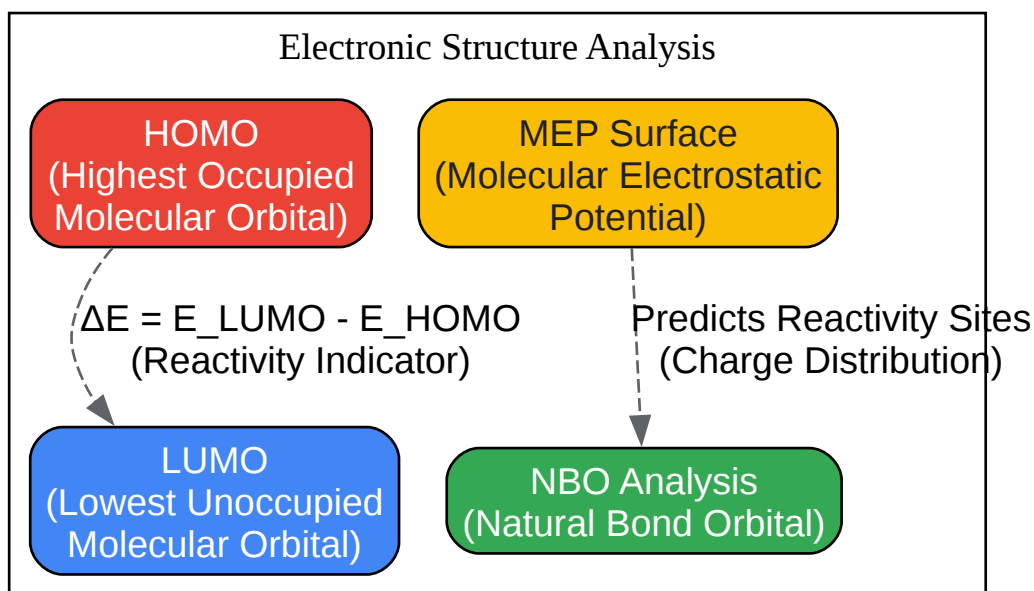 Electronic Structure Analysis
HOMO
(Highest Occupied
Molecular Orbital)
MEP Surface
(Molecular Electrostatic
Potential)
ΔE = E_LUMO - E_HOMO
(Reactivity Indicator)
Predicts Reactivity Sites
(Charge Distribution)
LUMO
(Lowest Unoccupied
Molecular Orbital)
NBO Analysis
(Natural Bond Orbital)